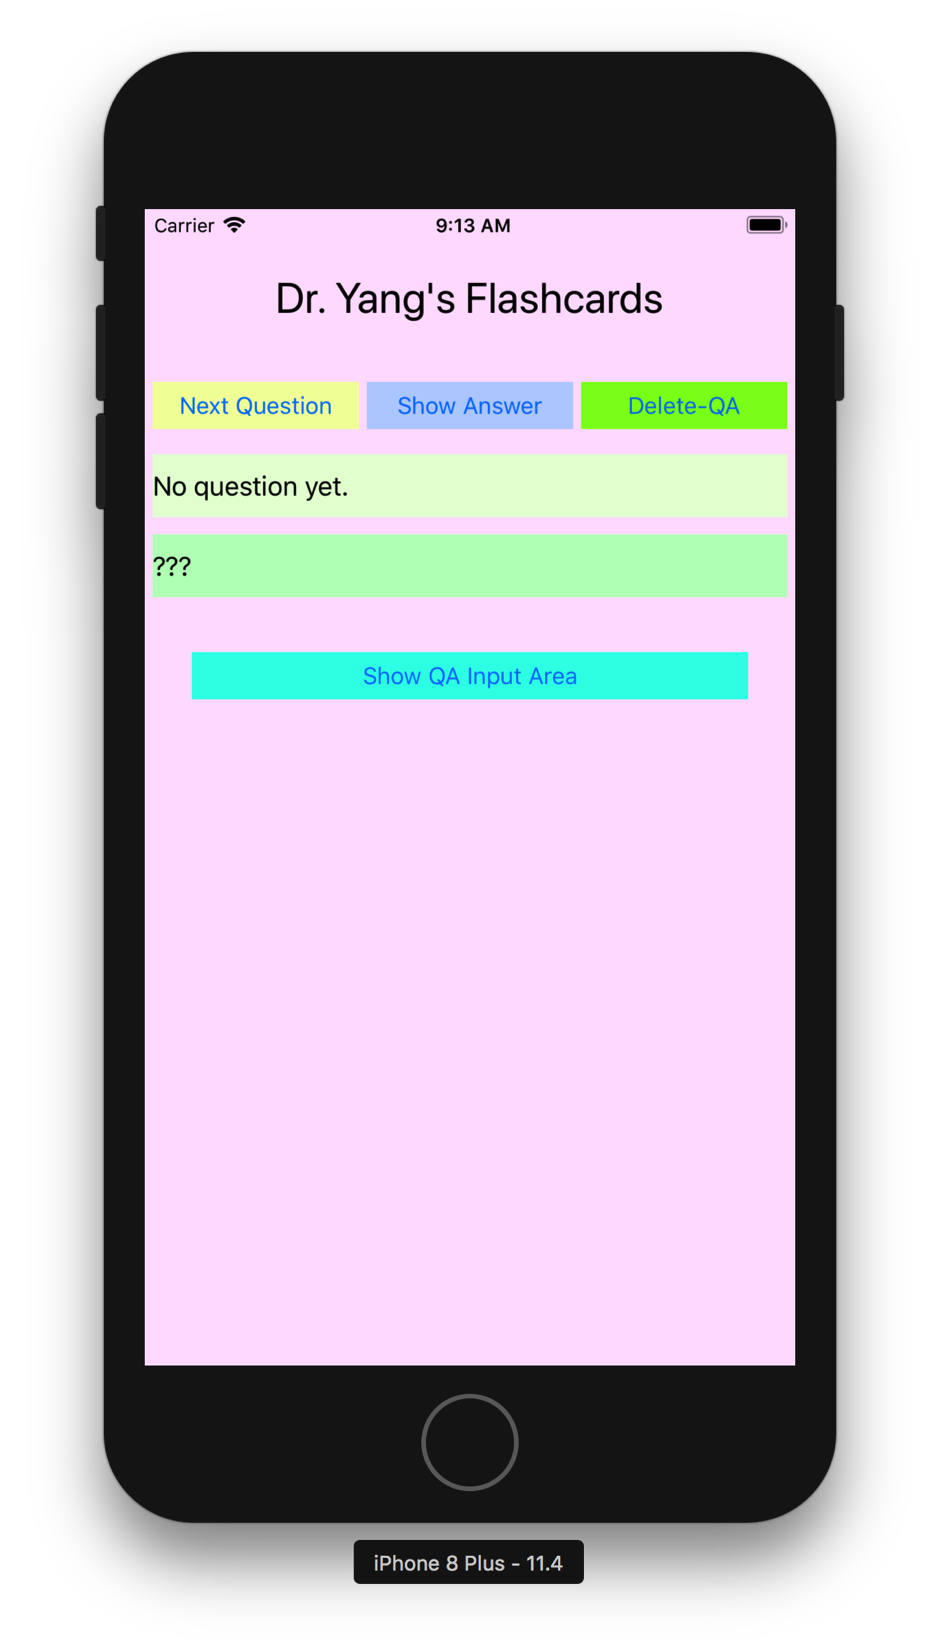 Carrier 9:13 AM
Dr. Yang's Flashcards
Next Question Show Answer Delete-QA
No question yet.
???
Show QA Input Area
iPhone 8 Plus - 11.4